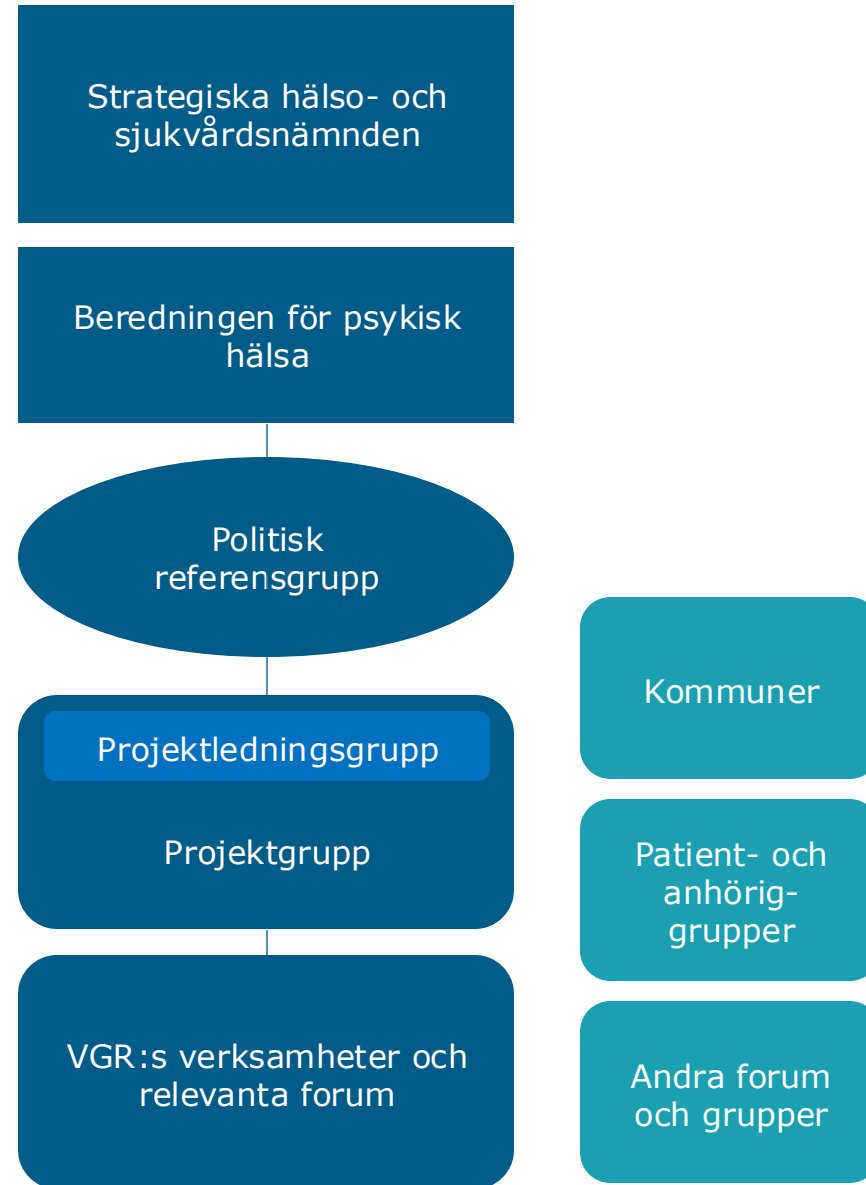 Strategiska hälso- och
sjukvårdsnämnden
Beredningen för psykisk
hälsa
Politisk
referensgrupp
Projektledningsgrupp
Projektgrupp
VGR:s verksamheter och
relevanta forum
Kommuner
Patient- och
anhörig-
grupper
Andra forum
och grupper